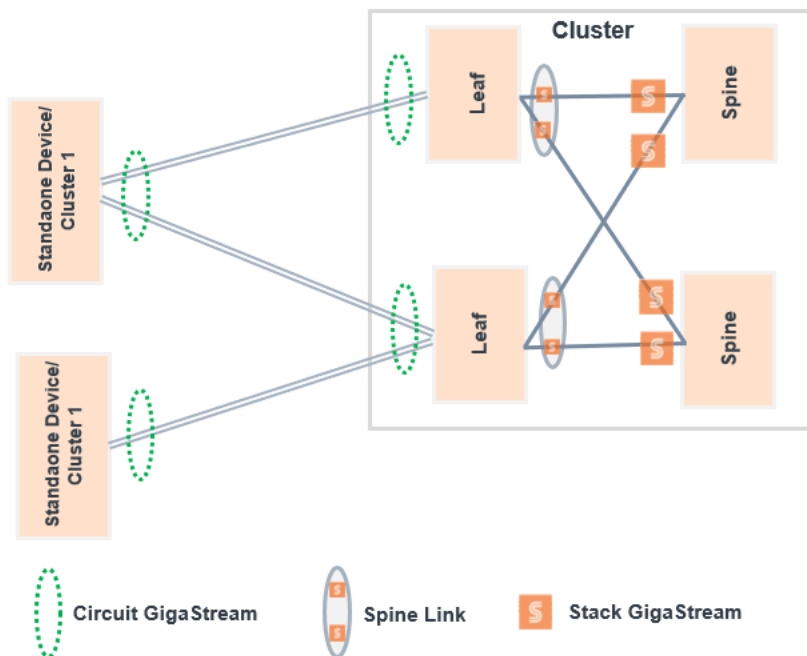 Cluster
Leaf
Spine
Standaone Device/
Cluster 1
Leaf
Spine
Standaone Device/
Cluster 1
Circuit GigaStream
Spine Link
Stack GigaStream